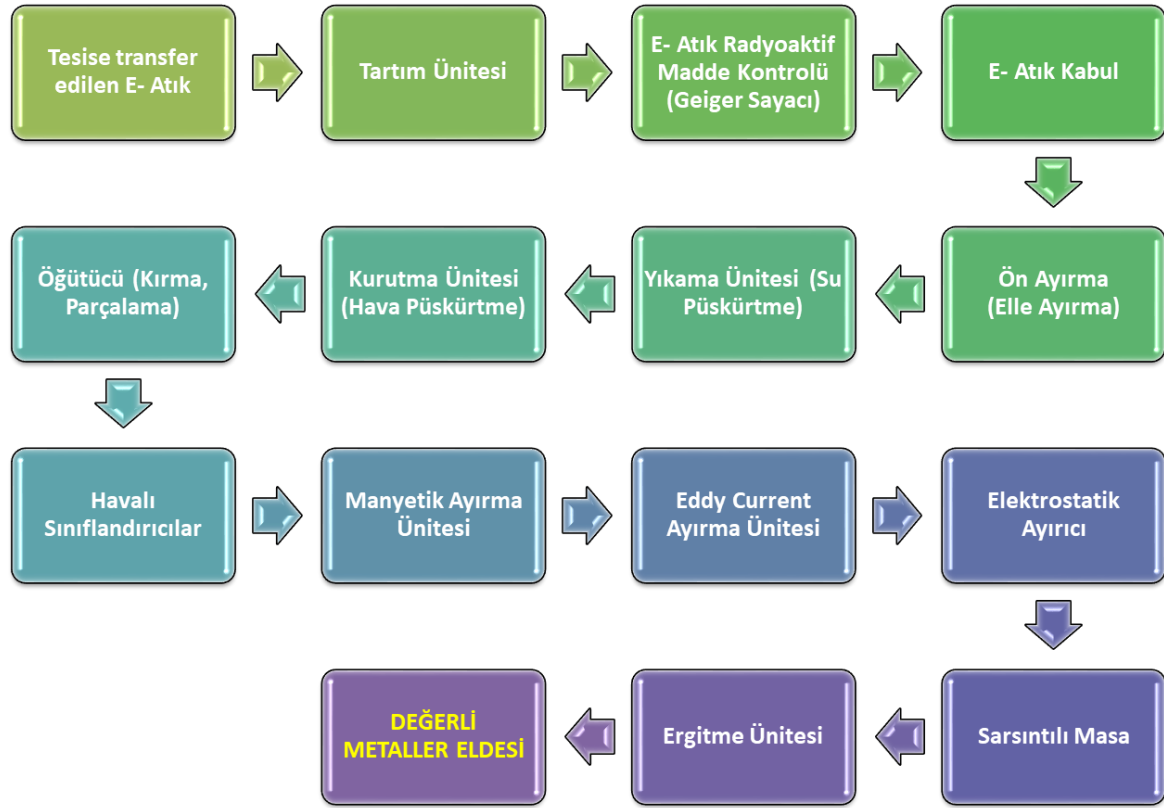 Tesise transfer
edilen E- Atık
Tartım Ünitesi
E- Atık Radyoaktif
Madde Kontrolü
(Geiger Sayacı)
E- Atık Kabul
Ön Ayırma
(Elle Ayırma)
Yıkama Ünitesi (Su
Püskürtme)
Kurutma Ünitesi
(Hava Püskürtme)
Öğütücü (Kırma,
Parçalama)
Havalı
Sınıflandırıcılar
Manyetik Ayırma
Ünitesi
Eddy Current
Ayırma Ünitesi
Elektrostatik
Ayırıcı
Sarsıntılı Masa
Ergitme Ünitesi
DEĞERLİ
METALLER ELDESİ